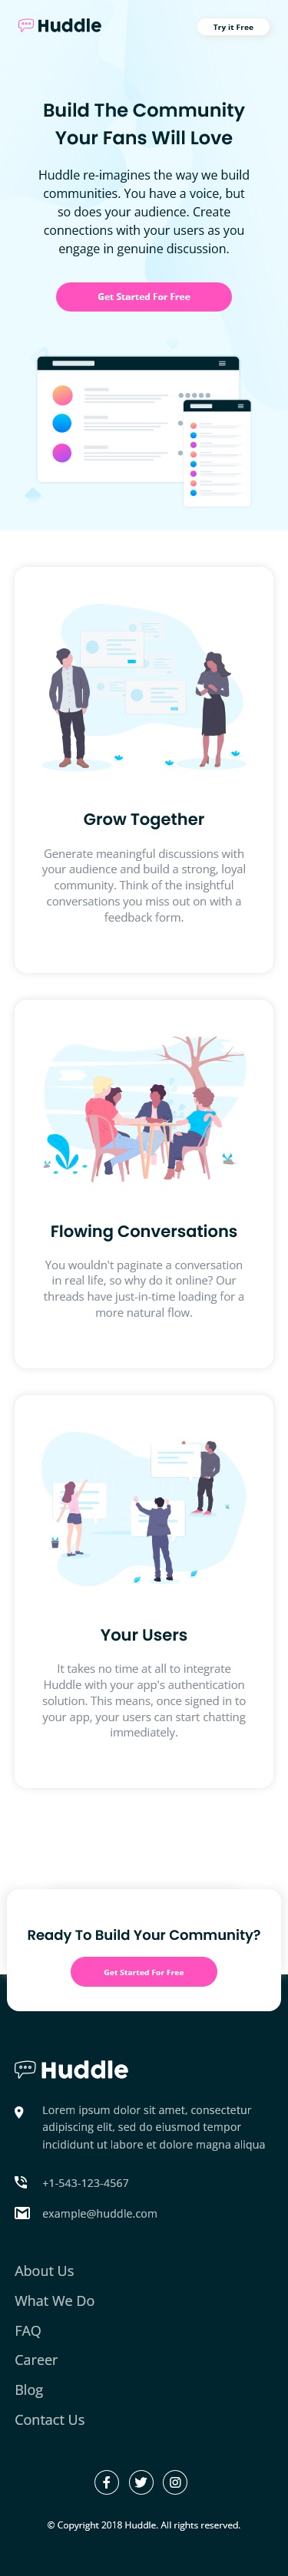 Huddle
Try it Free
Build The Community
Your Fans Will Love
Huddle re-imagines the way we build
communities. You have a voice, but
so does your audience. Create
connections with your users as you
engage in genuine discussion.
Get Started For Free
Grow Together
Generate meaningful discussions with
your audience and build a strong, loyal
community. Think of the insightful
conversations you miss out on with a
feedback form.
Flowing Conversations
You wouldn't paginate a conversation
in real life, so why do it online? Our
threads have just-in-time loading for a
more natural flow.
Your Users
It takes no time at all to integrate
Huddle with your app's authentication
solution. This means, once signed in to
your app, your users can start chatting
immediately.
Ready To Build Your Community?
Get Started For Free
Huddle
Lorem ipsum dolor sit amet, consectetur
adipiscing elit, sed do eiusmod tempor
incididunt ut labore et dolore magna aliqua
+1-543-123-4567
example@huddle.com
About Us
What We Do
FAQ
Career
Blog
Contact Us
© Copyright 2018 Huddle. All rights reserved.